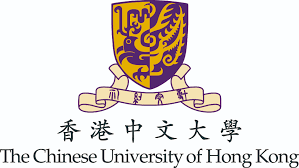 香港中文大學
The Chinese University of Hong Kong